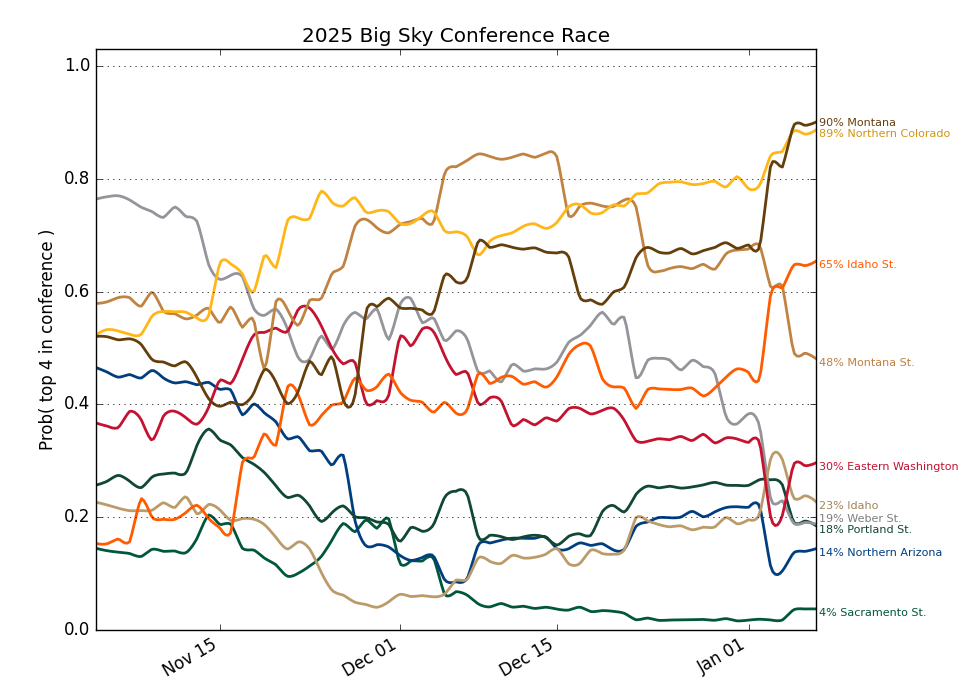 2025 Big Sky Conference Race
Prob( top 4 in conference )
1.0
0.8
0.6
0.4
0.2
0.0
Nov 15
Dec 01
Dec 15
Jan 01
90% Montana
89% Northern Colorado
65% Idaho St.
48% Montana St.
30% Eastern Washington
23% Idaho
19% Weber St.
18% Portland St.
14% Northern Arizona
4% Sacramento St.